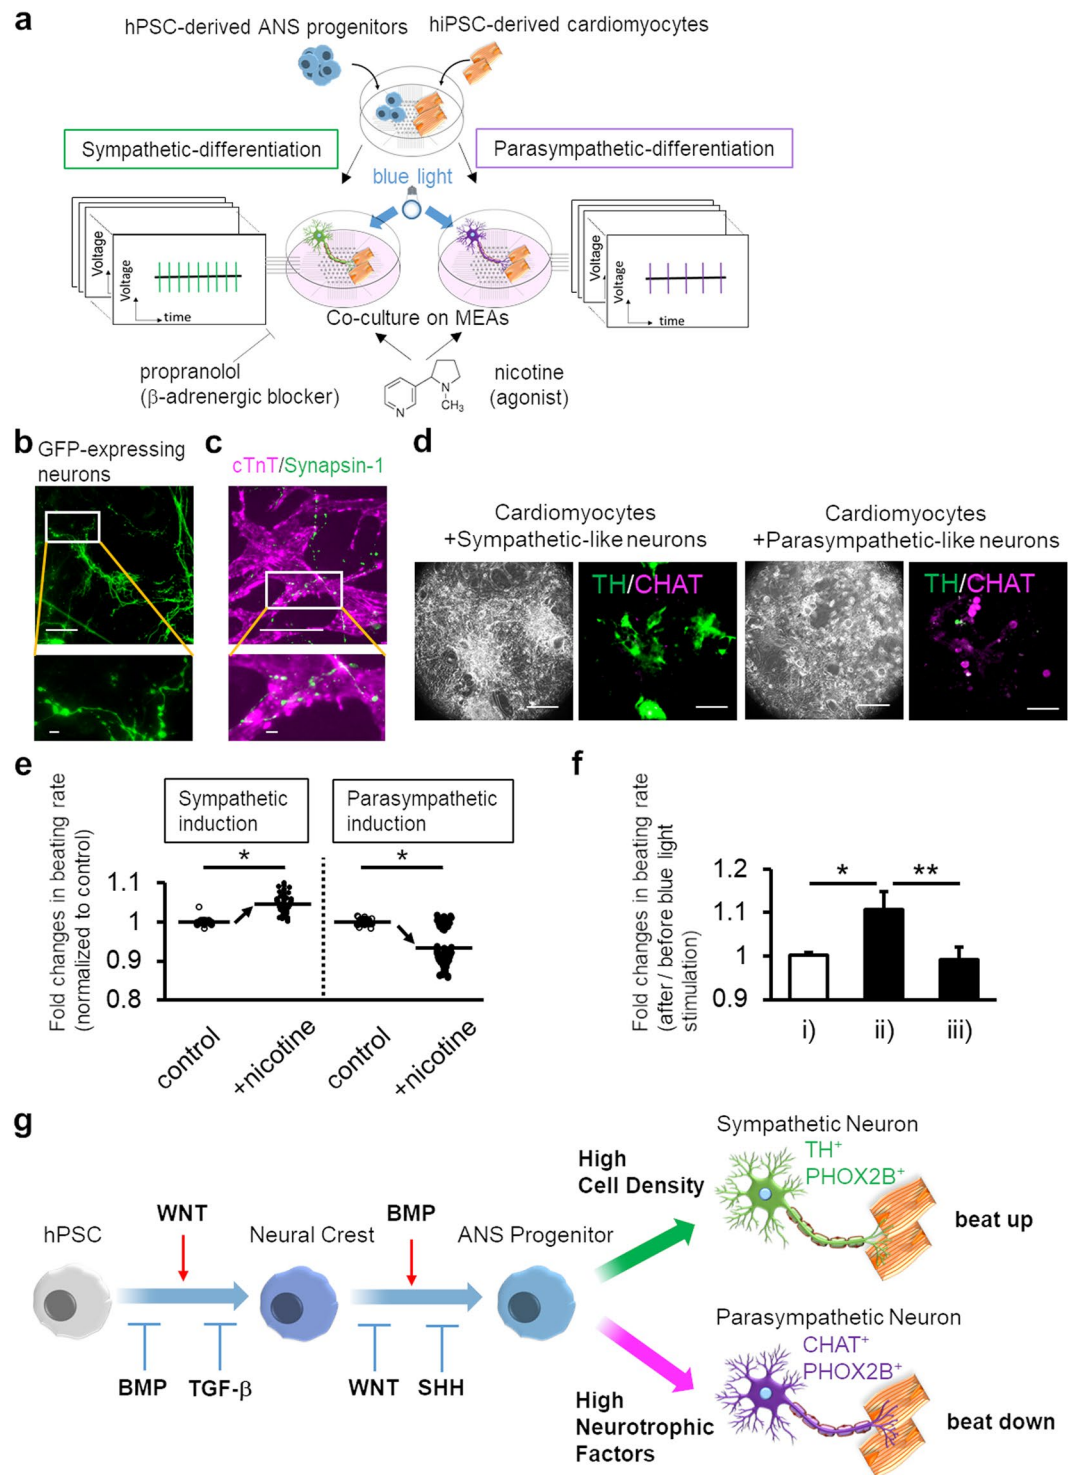 a
hPSC-derived ANS progenitors
hiPSC-derived cardiomyocytes
Sympathetic-differentiation
Parasympathetic-differentiation
blue light
Voltage
Voltage
time
Voltage
Voltage
time
Co-culture on MEAs
propranolol
(β-adrenergic blocker)
N
N
CH3
nicotine
(agonist)
b
GFP-expressing
neurons
c
cTnT/Synapsin-1
d
Cardiomyocytes
+Sympathetic-like neurons
Cardiomyocytes
+Parasympathetic-like neurons
TH/CHAT
TH/CHAT
e
Fold changes in beating rate
(normalized to control)
Sympathetic
induction
Parasympathetic
induction
*
*
1.1
1
0.9
0.8
control
+nicotine
control
+nicotine
f
Fold changes in beating rate
(after / before blue light
stimulation)
1.2
1.1
1
0.9
*
**
i)
ii)
iii)
g
hPSC
WNT
BMP
TGF-β
Neural Crest
BMP
WNT
SHH
ANS Progenitor
High
Cell Density
Sympathetic Neuron
TH+
PHOX2B+
beat up
High
Neurotrophic
Factors
Parasympathetic Neuron
CHAT+
PHOX2B+
beat down